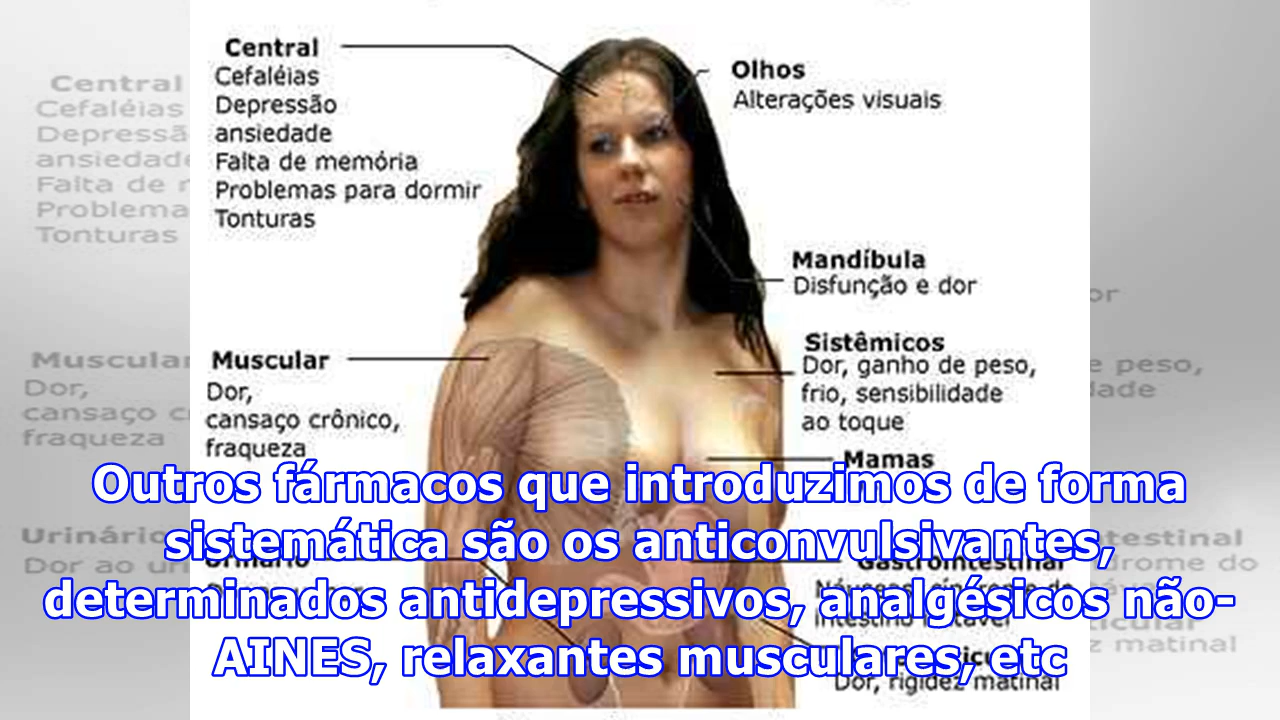 Central
Cefaléias
Depressão
ansiedade
Falta de memória
Problemas para dormir
Tonturas
Olhos
Alterações visuais
Mandíbula
Disfunção e dor
Sistêmicos
Dor, ganho de peso,
frio, sensibilidade
ao toque
Muscular
Dor,
cansaço crônico,
fraqueza
Mamas
Urinário
Gastrointestinal
Dor, rigidez matinal
Outros fármacos que introduzimos de forma
sistemática são os anticonvulsivantes,
determinados antidepressivos, analgésicos não-
AINES, relaxantes musculares, etc